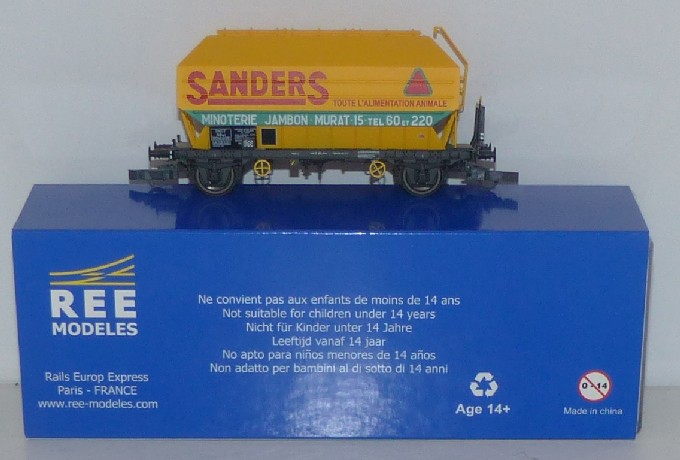 SANDERS
TOUTE L'ALIMENTATION ANIMALE
MINOTERIE JAMBON - MURAT - 15 - TEL 60 ET 220
REE
MODELES
Rails Europ Express
Paris - FRANCE
www.ree-modeles.com
Ne convient pas aux enfants de moins de 14 ans
Not suitable for children under 14 years
Nicht für Kinder unter 14 Jahre
Leeftijd vanaf 14 jaar
No apto para niños menores de 14 años
Non adatto per bambini al di sotto di 14 anni
Age 14+
0-14
Made in china